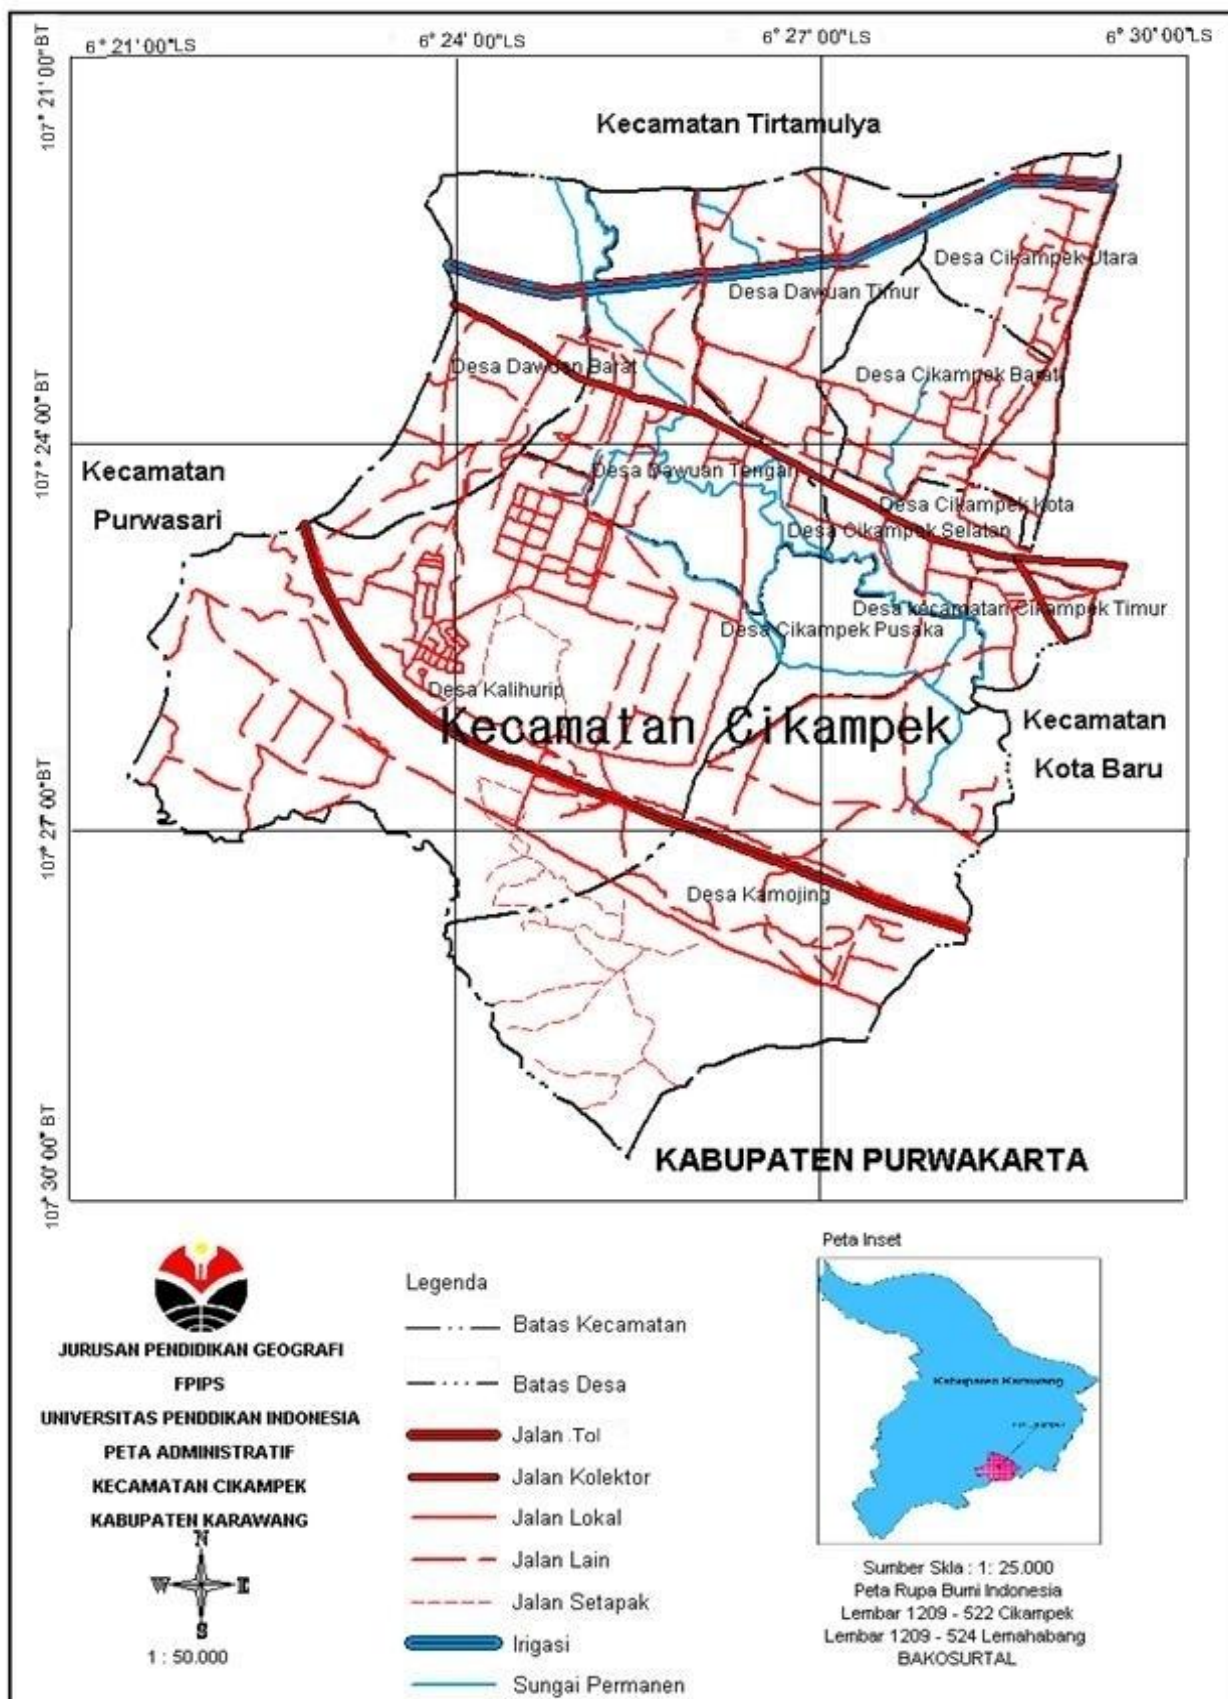 6° 21' 00"LS
6° 24' 00"LS
6° 27' 00"LS
6° 30' 00"LS
107° 21' 00" BT
Kecamatan Tirtamulya
Desa Cikampek Utara
Desa Dawuan Timur
Desa Dawuan Barat
Desa Cikampek Barat
107° 24' 00" BT
Kecamatan
Purwasari
Desa Dawuan Tengah
Desa Cikampek Kota
Desa Cikampek Selatan
Desa kecamatan Cikampek Timur
Desa Cikampek Pusaka
Desa Kalihurip
Kecamatan Cikampek
Kecamatan
Kota Baru
107° 27' 00" BT
Desa Kamojing
107° 30' 00" BT
KABUPATEN PURWAKARTA
JURUSAN PENDIDIKAN GEOGRAFI
FPIPS
UNIVERSITAS PENDDIKAN INDONESIA
PETA ADMINISTRATIF
KECAMATAN CIKAMPEK
KABUPATEN KARAWANG
N
W E
S
1 : 50.000
Legenda
Batas Kecamatan
Batas Desa
Jalan .Tol
Jalan Kolektor
Jalan Lokal
Jalan Lain
Jalan Setapak
Irigasi
Sungai Permanen
Peta Inset
Kabupaten Karawang
Sumber Skla : 1: 25.000
Peta Rupa Bumi Indonesia
Lembar 1209 - 522 Cikampek
Lembar 1209 - 524 Lemahabang
BAKOSURTAL